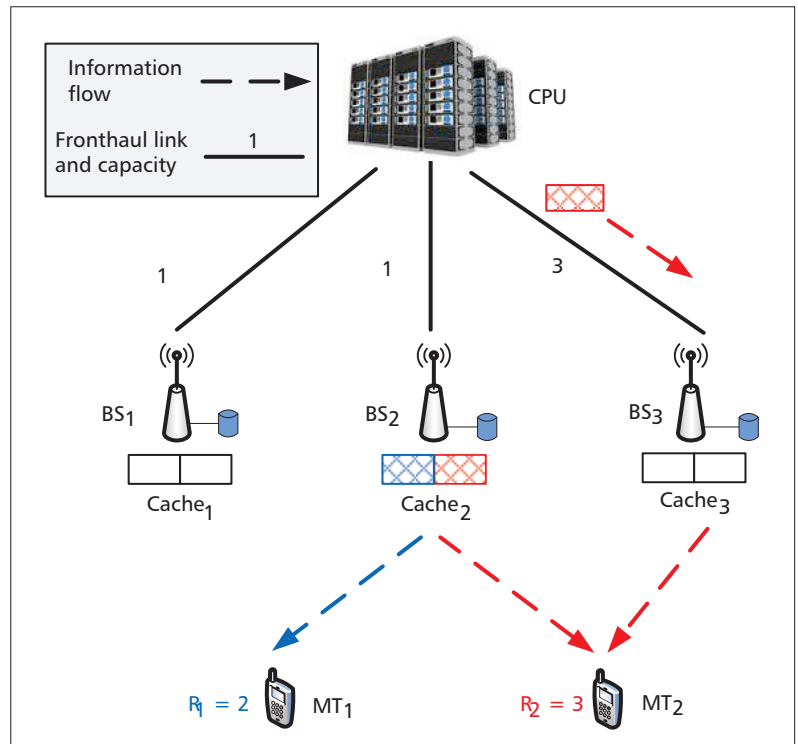 Information
flow
Fronthaul link
and capacity
1
CPU
1
1
3
BS1
BS2
BS3
Cache1
Cache2
Cache3
R1 = 2
MT1
R2 = 3
MT2